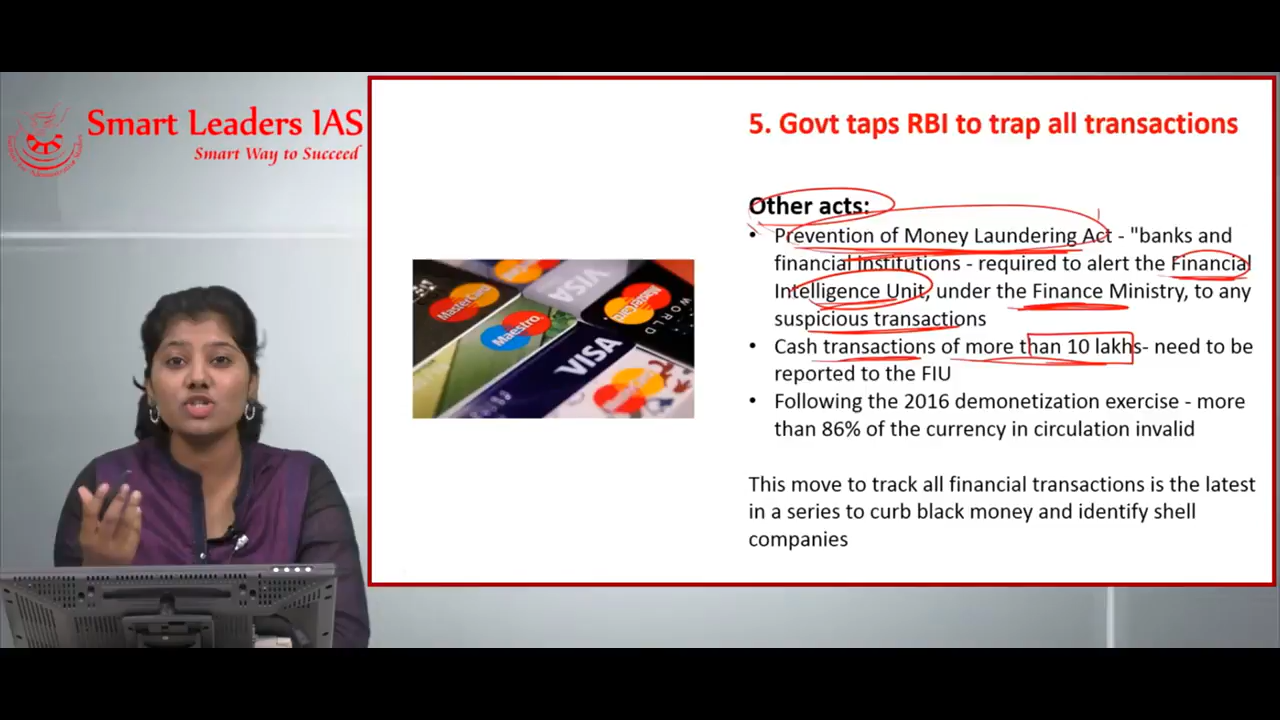 Smart Leaders IAS
Smart Way to Succeed
5. Govt taps RBI to trap all transactions
Other acts:
• Prevention of Money Laundering Act - "banks and
financial institutions - required to alert the Financial
Intelligence Unit, under the Finance Ministry, to any
suspicious transactions
• Cash transactions of more than 10 lakhs- need to be
reported to the FIU
• Following the 2016 demonetization exercise - more
than 86% of the currency in circulation invalid
This move to track all financial transactions is the latest
in a series to curb black money and identify shell
companies
MasterCard
VISA
Maestro
MasterCard
WORLD
VISA
MasterCard